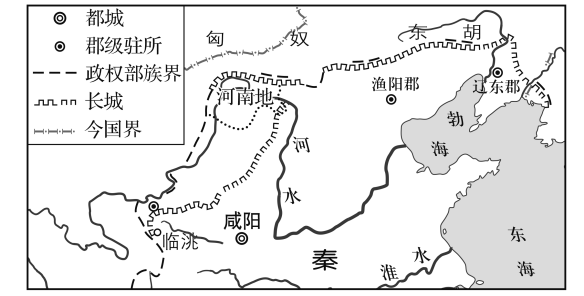 都城
郡级驻所
政权部族界
长城
今国界
匈奴
东胡
渔阳郡
辽东郡
河南地
渤海
河水
咸阳
临洮
秦
淮水
东海